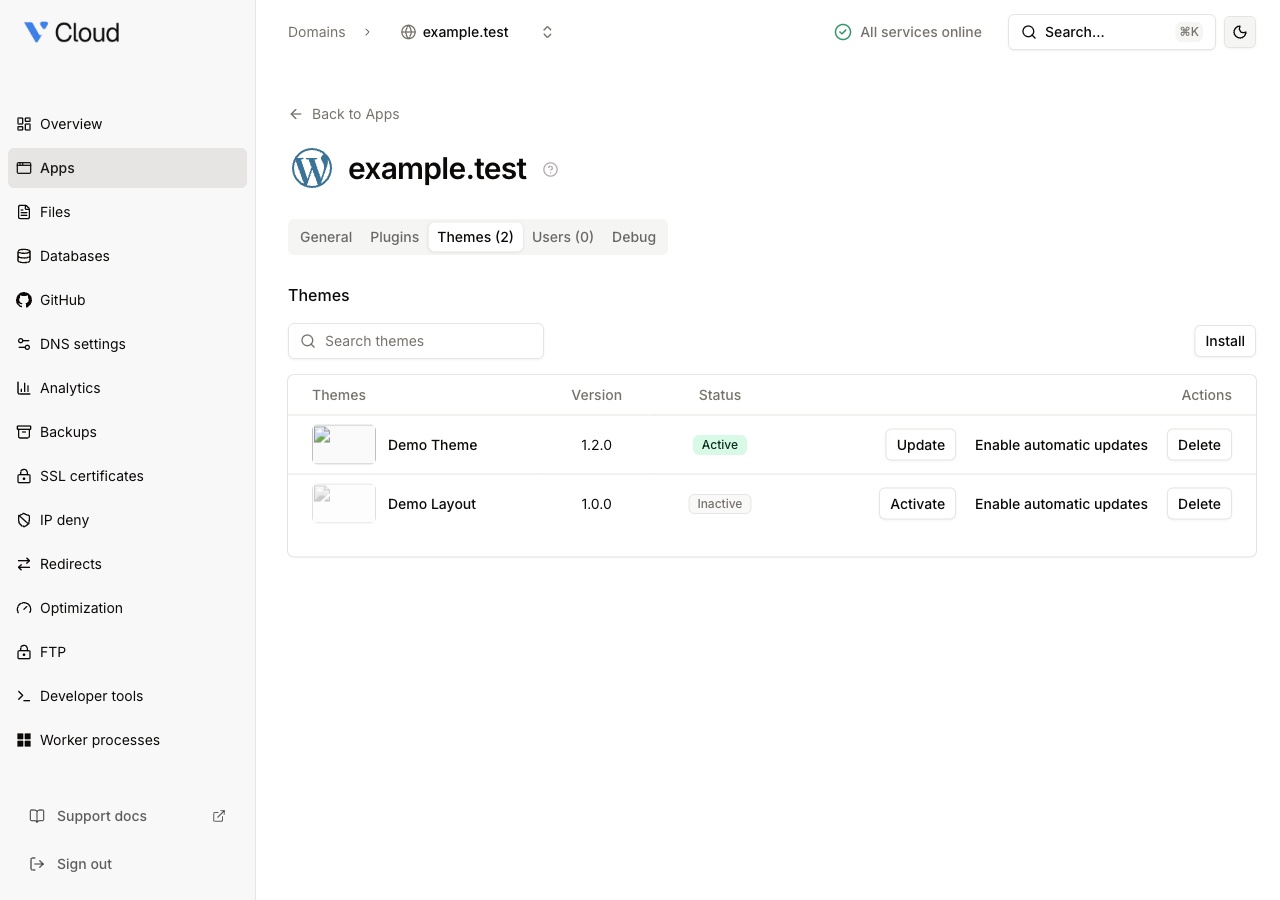 Cloud
Domains
example.test
All services online
Search...
⌘K
Overview
Apps
Files
Databases
GitHub
DNS settings
Analytics
Backups
SSL certificates
IP deny
Redirects
Optimization
FTP
Developer tools
Worker processes
Support docs
Sign out
Back to Apps
example.test
General Plugins Themes (2) Users (0) Debug
Themes
Search themes
Install
Themes Version Status Actions
Demo Theme 1.2.0 Active Update Enable automatic updates Delete
Demo Layout 1.0.0 Inactive Activate Enable automatic updates Delete